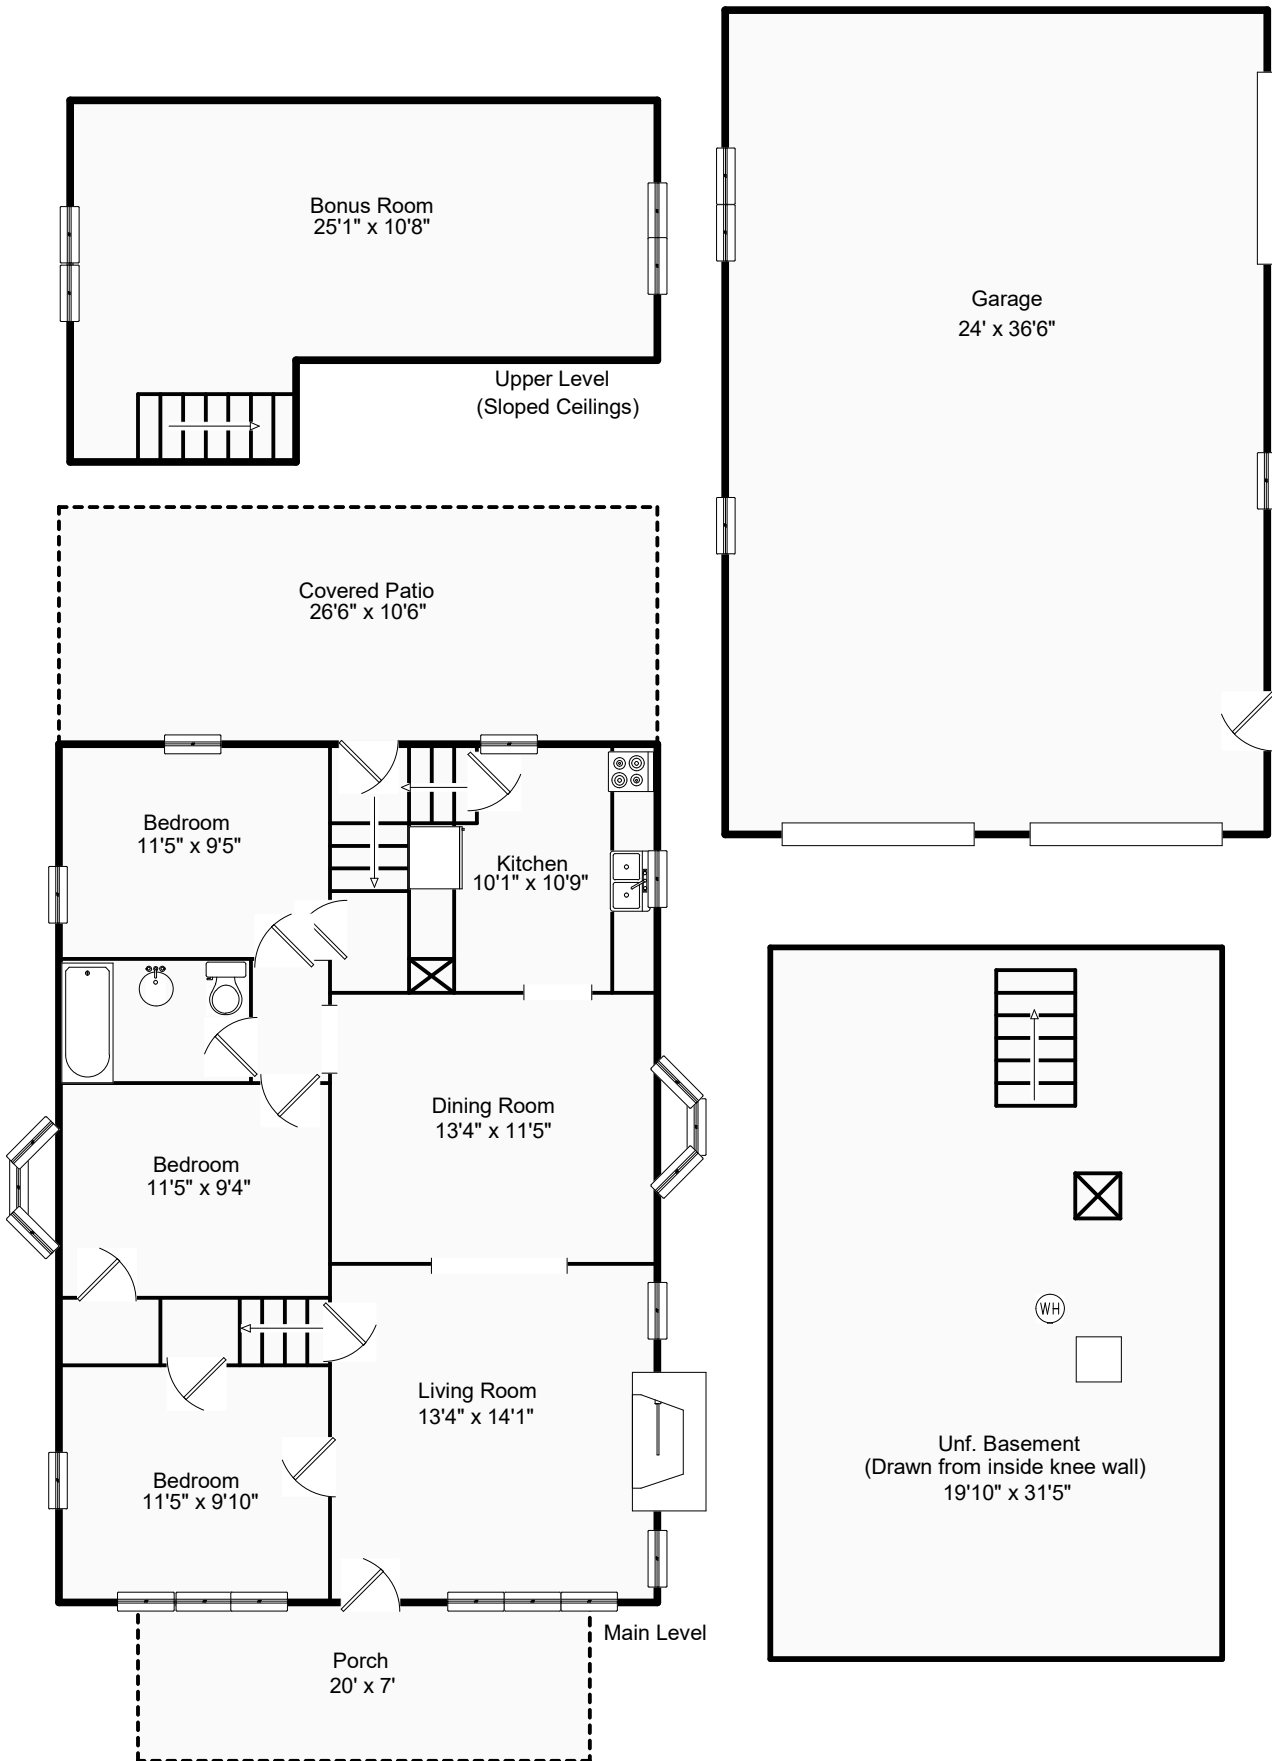 Bonus Room
25'1" x 10'8"
Upper Level
(Sloped Ceilings)
Garage
24' x 36'6"
Covered Patio
26'6" x 10'6"
Bedroom
11'5" x 9'5"
Kitchen
10'1" x 10'9"
Dining Room
13'4" x 11'5"
Bedroom
11'5" x 9'4"
Living Room
13'4" x 14'1"
Bedroom
11'5" x 9'10"
Main Level
Porch
20' x 7'
WH
Unf. Basement
(Drawn from inside knee wall)
19'10" x 31'5"